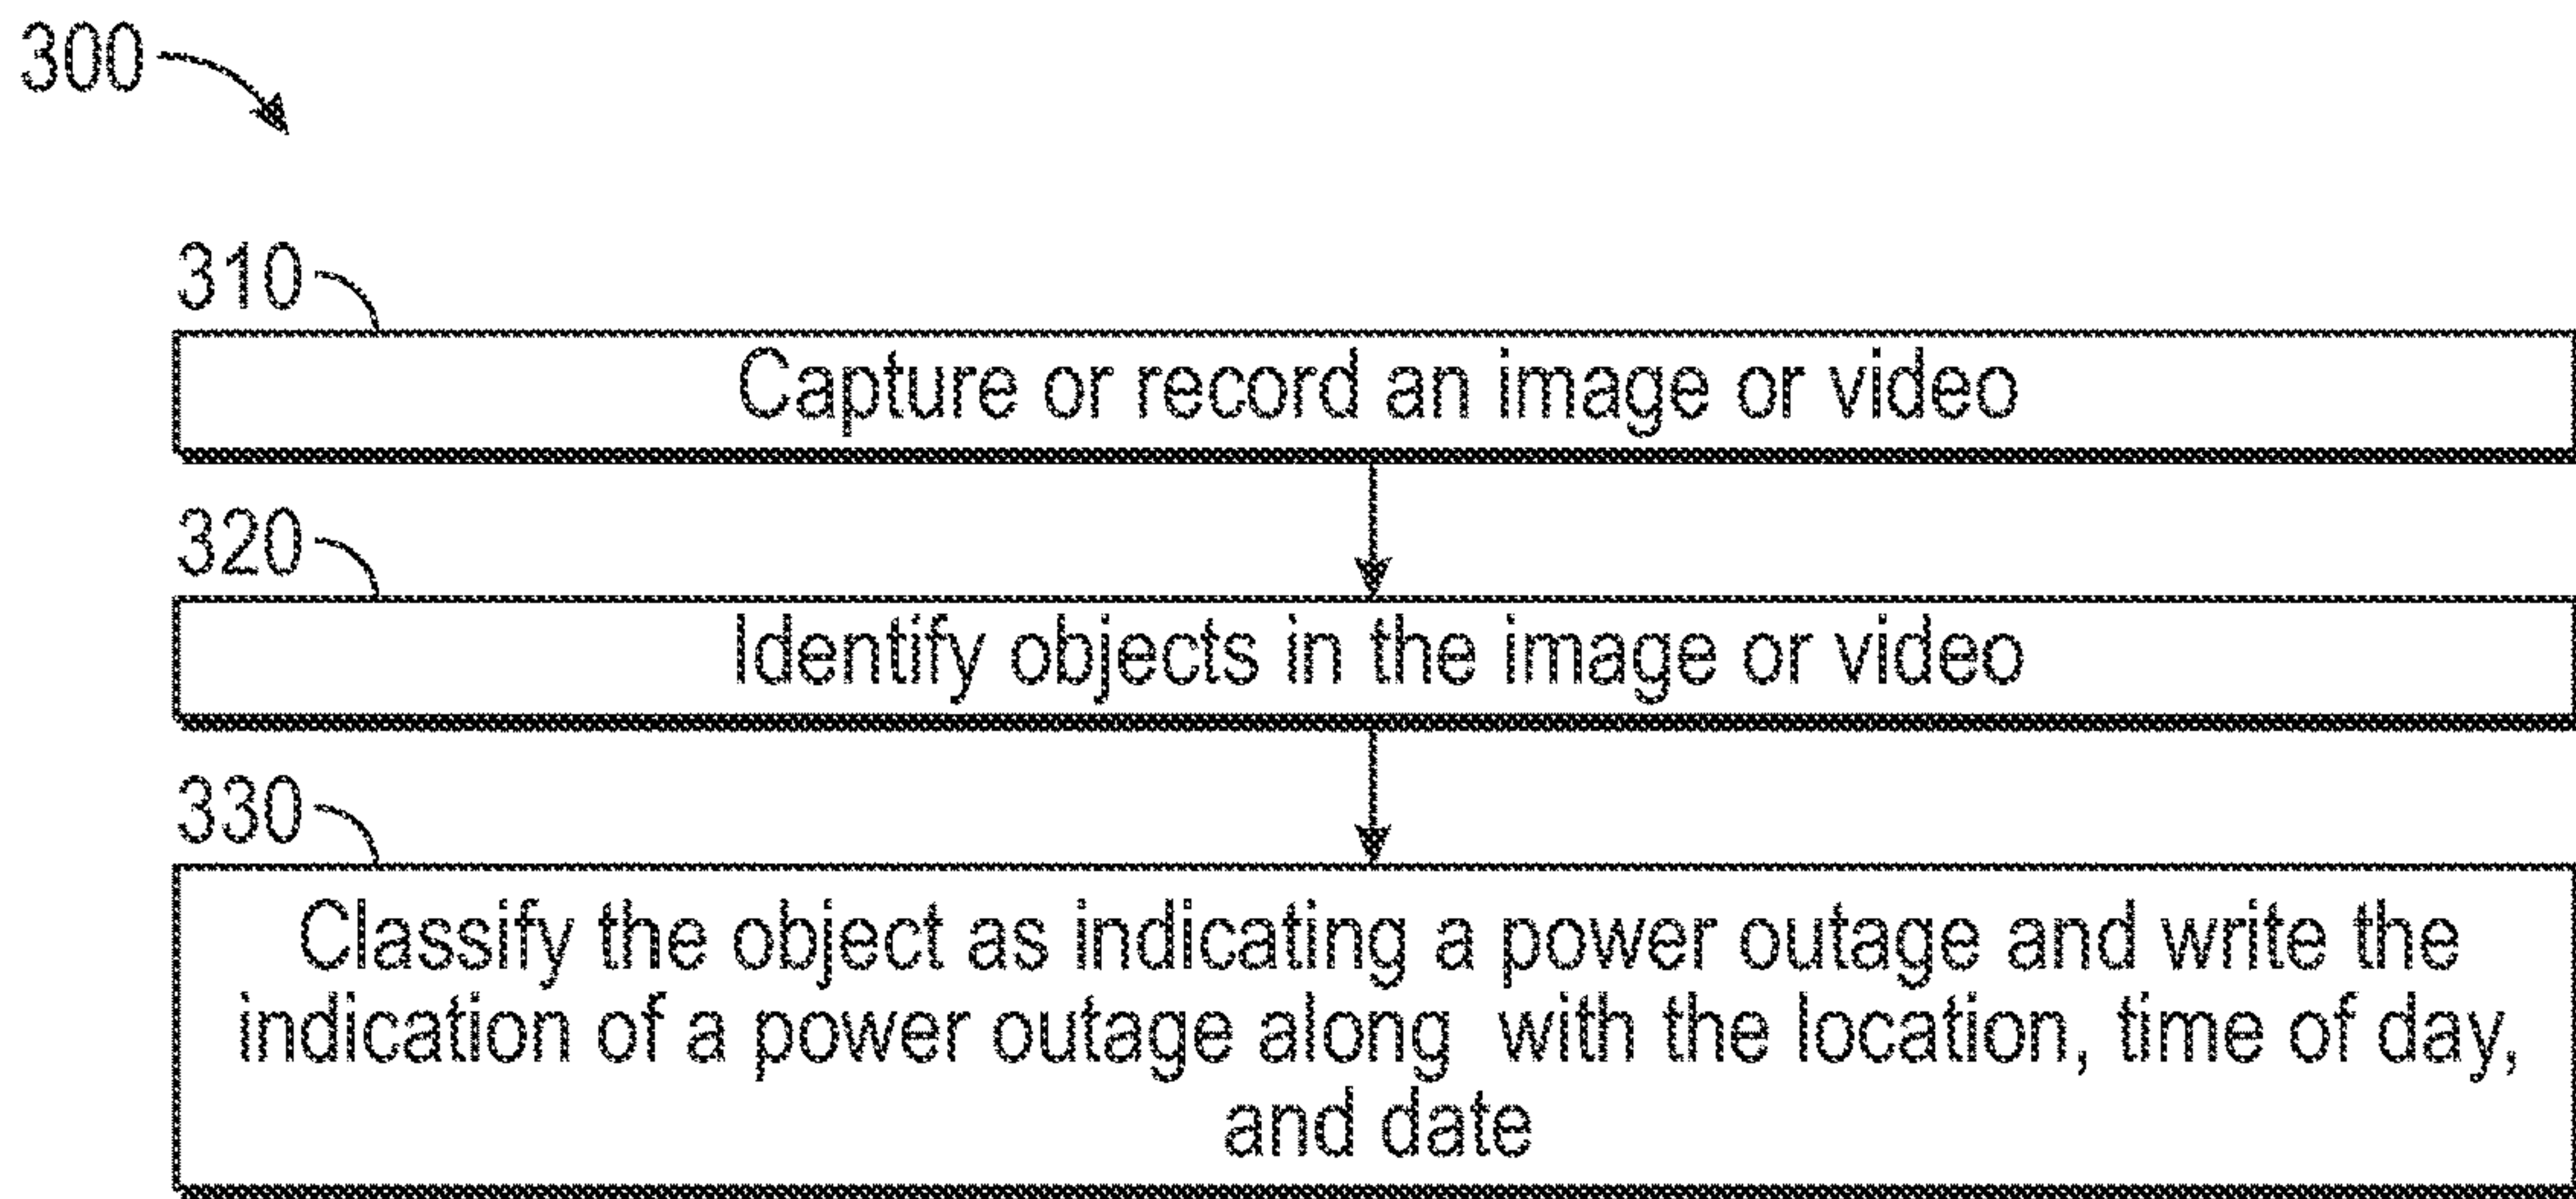 300
310
Capture or record an image or video
320
Identify objects in the image or video
330
Classify the object as indicating a power outage and write the
indication of a power outage along  with the location, time of day,
and date